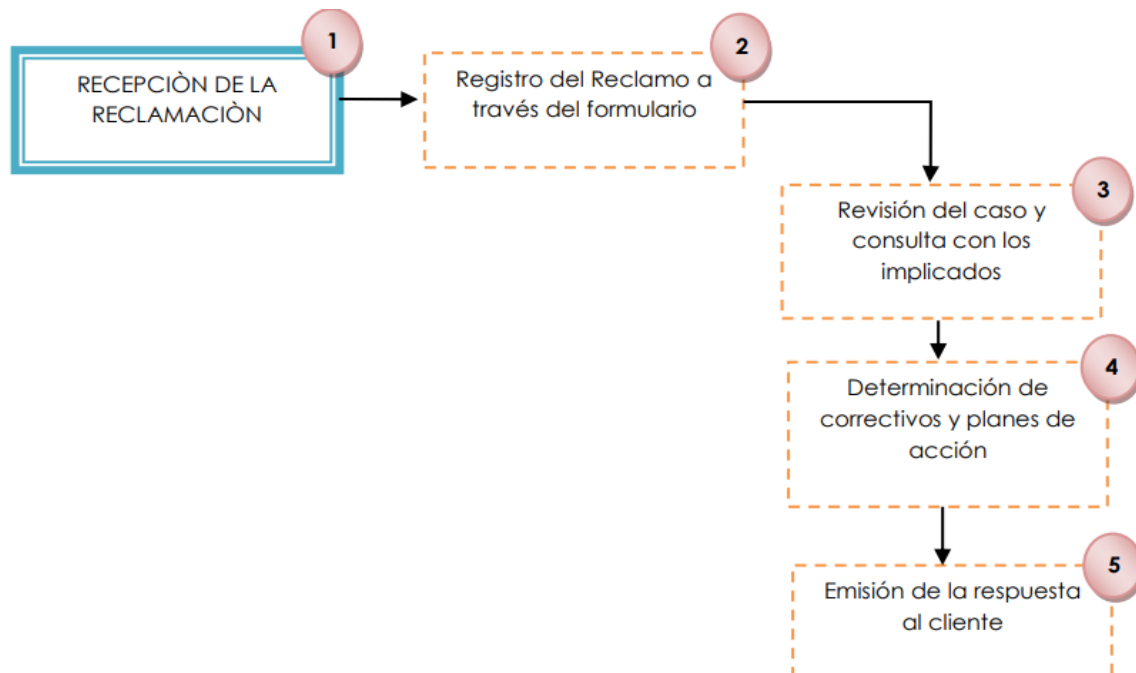 1
RECEPCIÒN DE LA
RECLAMACIÒN
2
Registro del Reclamo a
través del formulario
3
Revisión del caso y
consulta con los
implicados
4
Determinación de
correctivos y planes de
acción
5
Emisión de la respuesta
al cliente